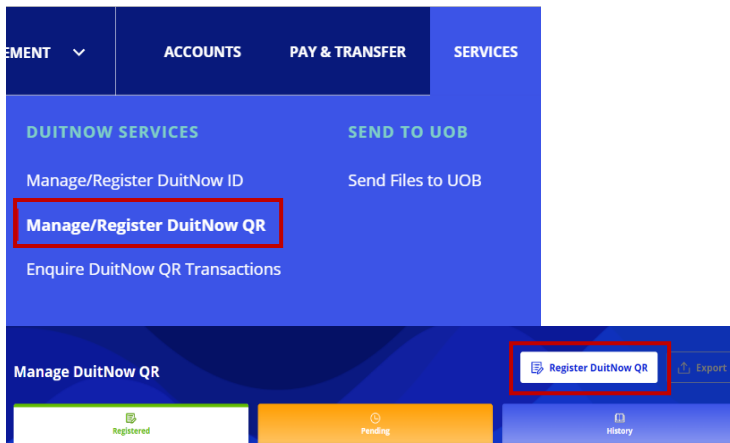 EMENT ACCOUNTS PAY & TRANSFER SERVICES
DUITNOW SERVICES SEND TO UOB
Manage/Register DuitNow ID Send Files to UOB
Manage/Register DuitNow QR
Enquire DuitNow QR Transactions
Manage DuitNow QR Register DuitNow QR Export
Registered Pending History